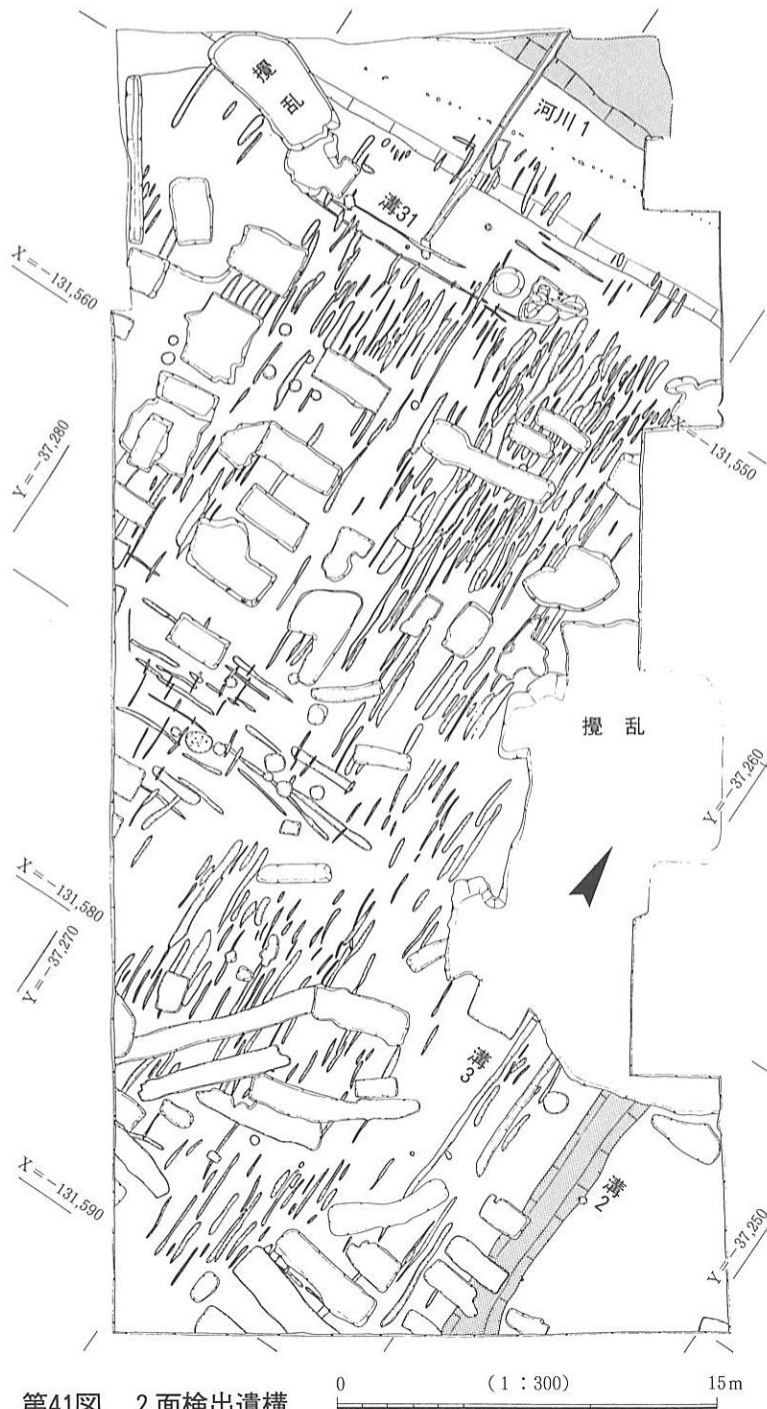 攪乱
河川1
溝31
X=-131,560
X=-131,550
Y=-37,280
攪乱
Y=-37,260
X=-131,580
Y=-37,270
溝3
溝2
X=-131,590
Y=-37,250
第41図 2面検出遺構
0 (1:300) 15m